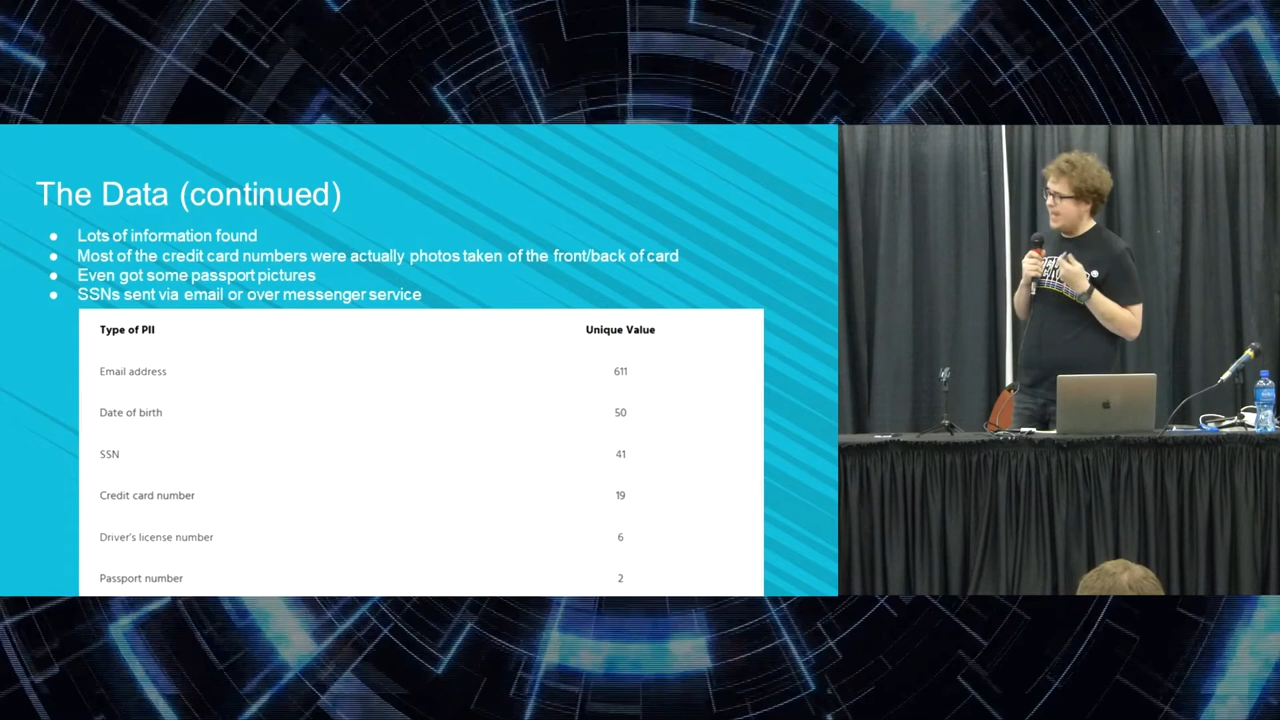 The Data (continued)
● Lots of information found
● Most of the credit card numbers were actually photos taken of the front/back of card
● Even got some passport pictures
● SSNs sent via email or over messenger service
Type of PII Unique Value
Email address 611
Date of birth 50
SSN 41
Credit card number 19
Driver's license number 6
Passport number 2